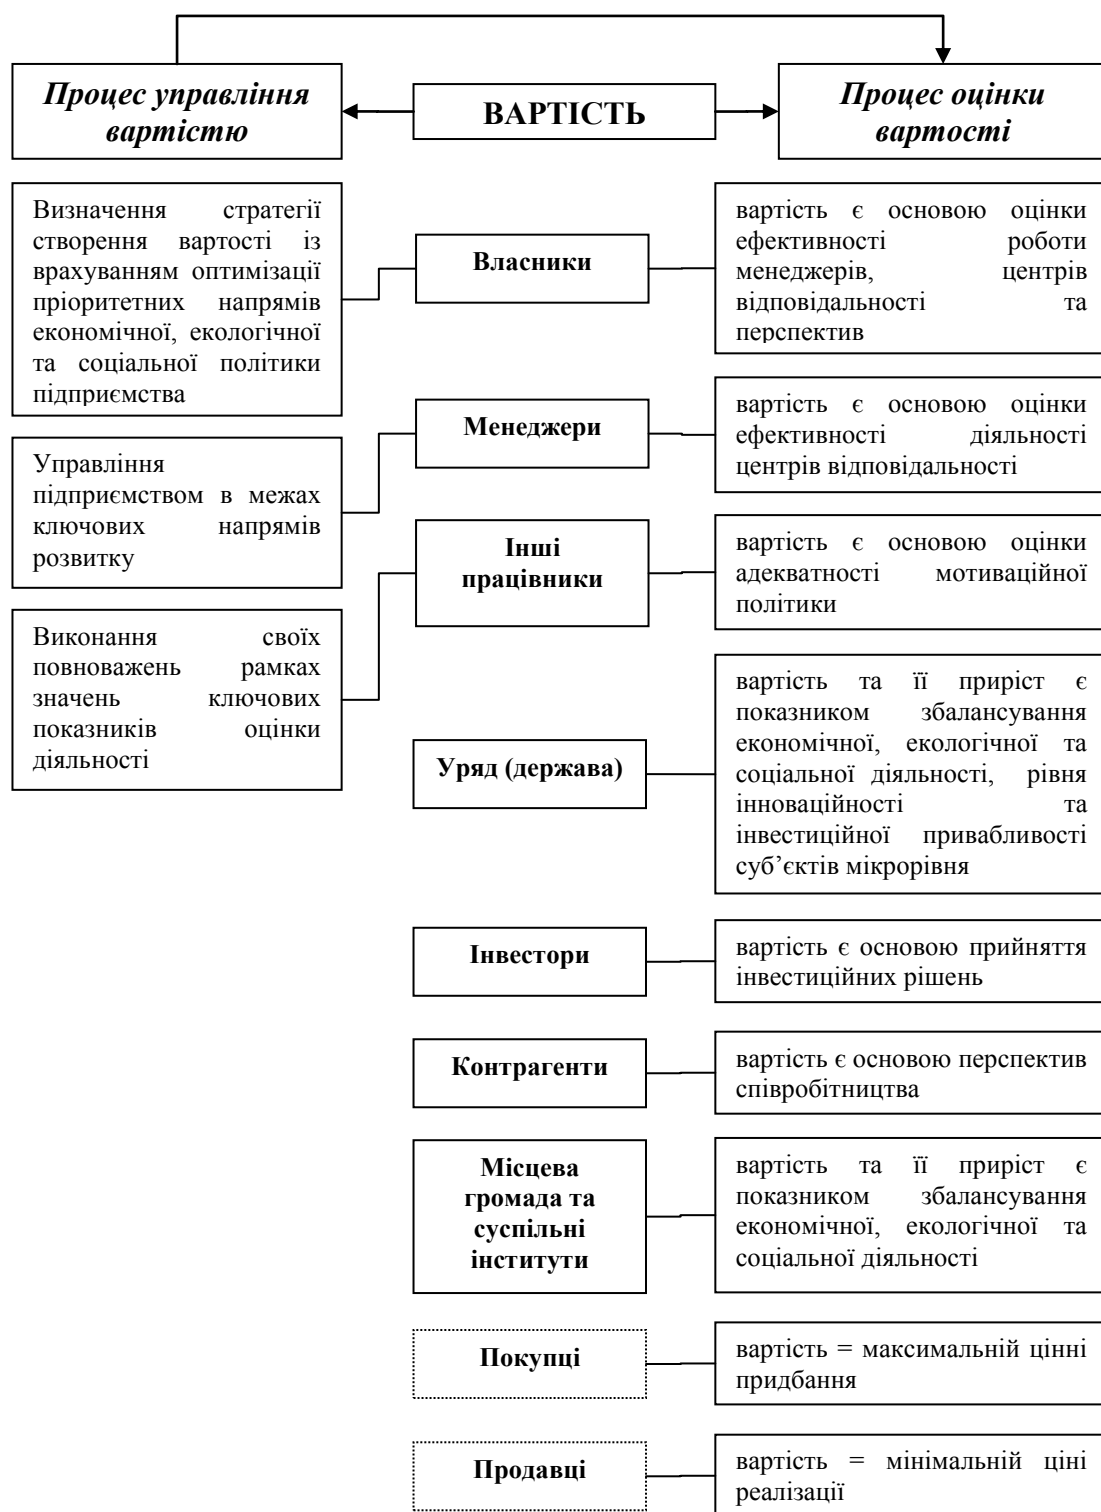 Процес управління
вартістю
ВАРТІСТЬ
Процес оцінки
вартості
Визначення стратегії
створення вартості із
врахуванням оптимізації
пріоритетних напрямів
економічної, екологічної
та соціальної політики
підприємства
Управління
підприємством в межах
ключових напрямів
розвитку
Виконання своїх
повноважень рамках
значень ключових
показників оцінки
діяльності
Власники
вартість є основою оцінки
ефективності роботи
менеджерів, центрів
відповідальності та
перспектив
Менеджери
вартість є основою оцінки
ефективності діяльності
центрів відповідальності
Інші
працівники
вартість є основою оцінки
адекватності мотиваційної
політики
Уряд (держава)
вартість та її приріст є
показником збалансування
економічної, екологічної та
соціальної діяльності, рівня
інноваційності та
інвестиційної привабливості
суб’єктів мікрорівня
Інвестори
вартість є основою прийняття
інвестиційних рішень
Контрагенти
вартість є основою перспектив
співробітництва
Місцева
громада та
суспільні
інститути
вартість та її приріст є
показником збалансування
економічної, екологічної та
соціальної діяльності
Покупці
вартість = максимальній цінні
придбання
Продавці
вартість = мінімальній ціні
реалізації